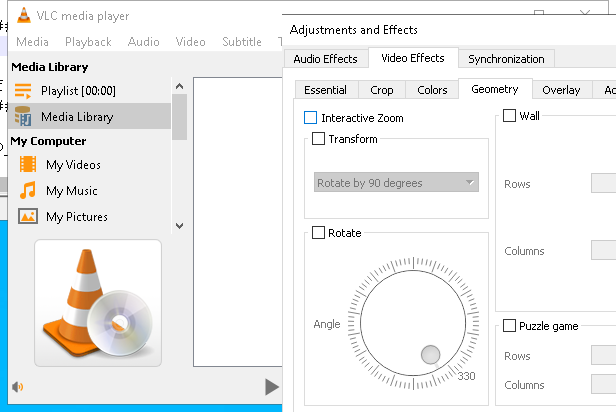 VLC media player
Media Playback Audio Video Subtitle
Media Library
Playlist [00:00]
Media Library
My Computer
My Videos
My Music
My Pictures
Adjustments and Effects
Audio Effects Video Effects Synchronization
Essential Crop Colors Geometry Overlay
Interactive Zoom
Transform
Rotate by 90 degrees
Rotate
Angle
330
Wall
Rows
Columns
Puzzle game
Rows
Columns